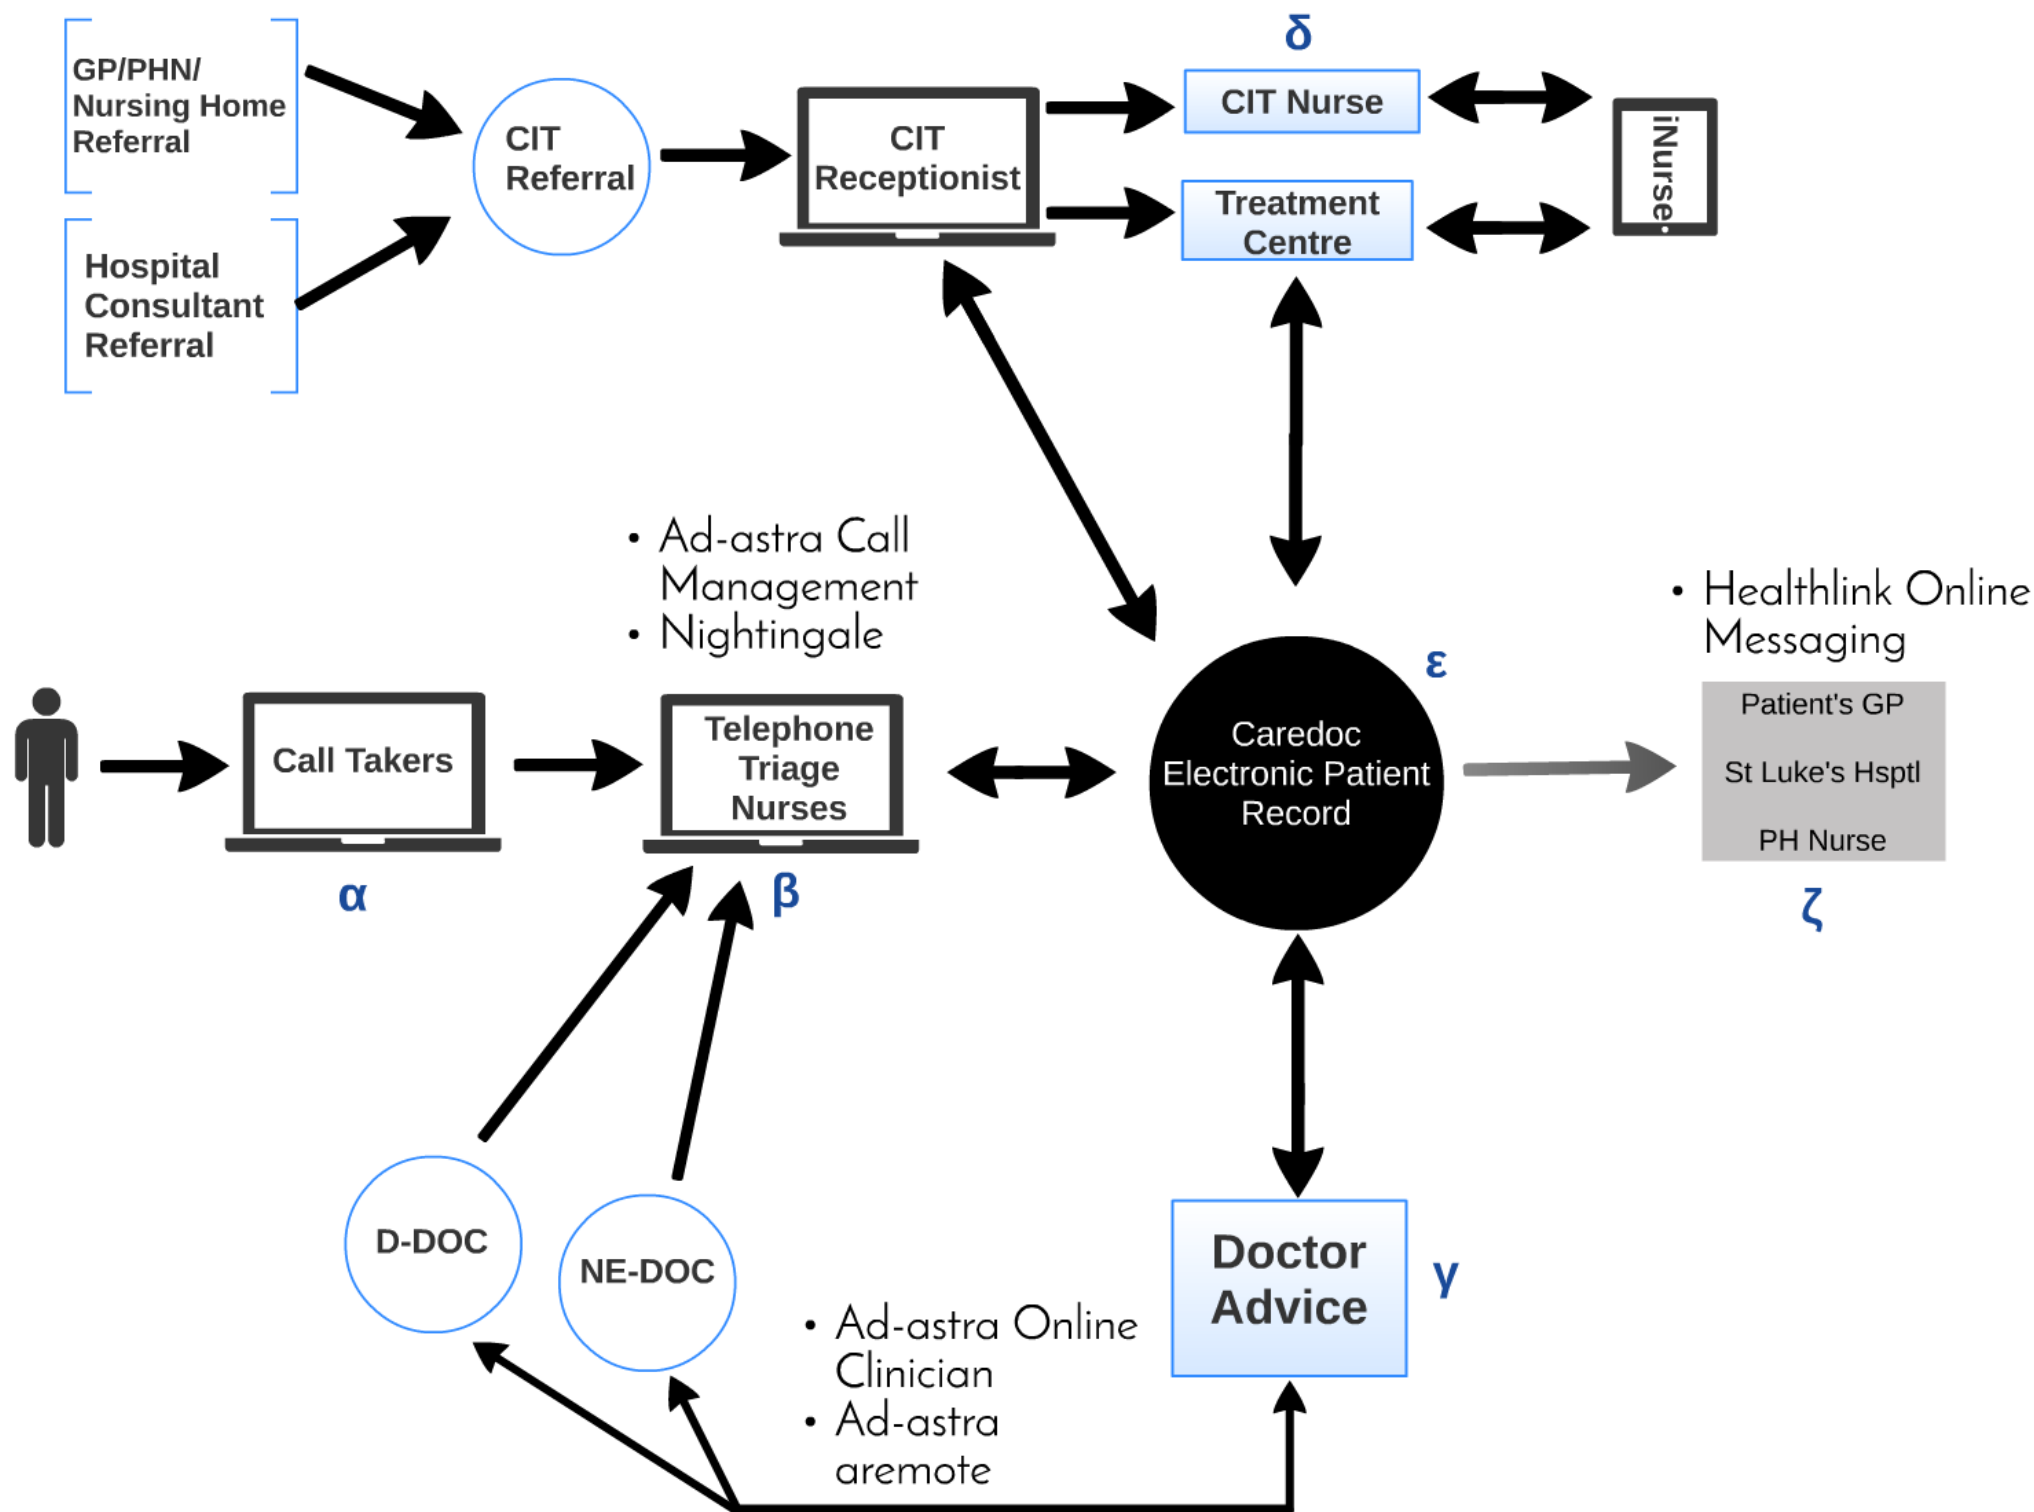 GP/PHN/
Nursing Home
Referral
Hospital
Consultant
Referral
CIT
Referral
CIT
Receptionist
δ
CIT Nurse
Treatment
Centre
iNurse
• Ad-astra Call
Management
• Nightingale
Call Takers
α
Telephone
Triage
Nurses
β
Caredoc
Electronic Patient
Record
ε
• Healthlink Online
Messaging
Patient's GP
St Luke's Hsptl
PH Nurse
ζ
D-DOC
NE-DOC
• Ad-astra Online
Clinician
• Ad-astra
aremote
Doctor
Advice
γ